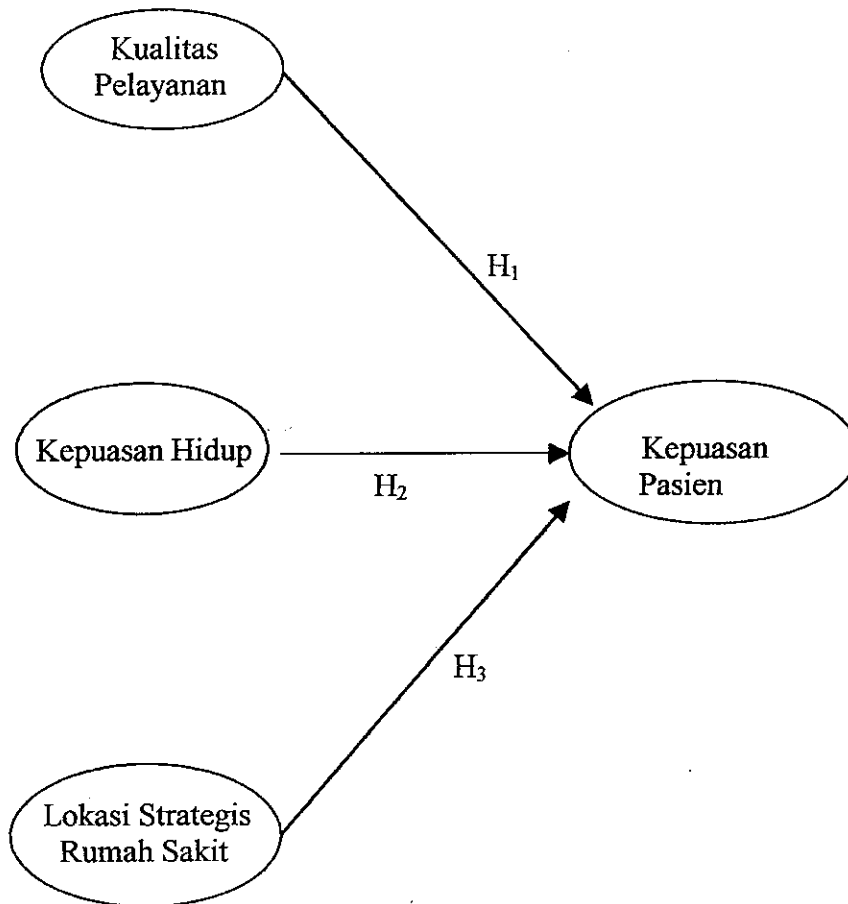 Kualitas
Pelayanan
H₁
Kepuasan Hidup
H₂
Kepuasan
Pasien
H₃
Lokasi Strategis
Rumah Sakit